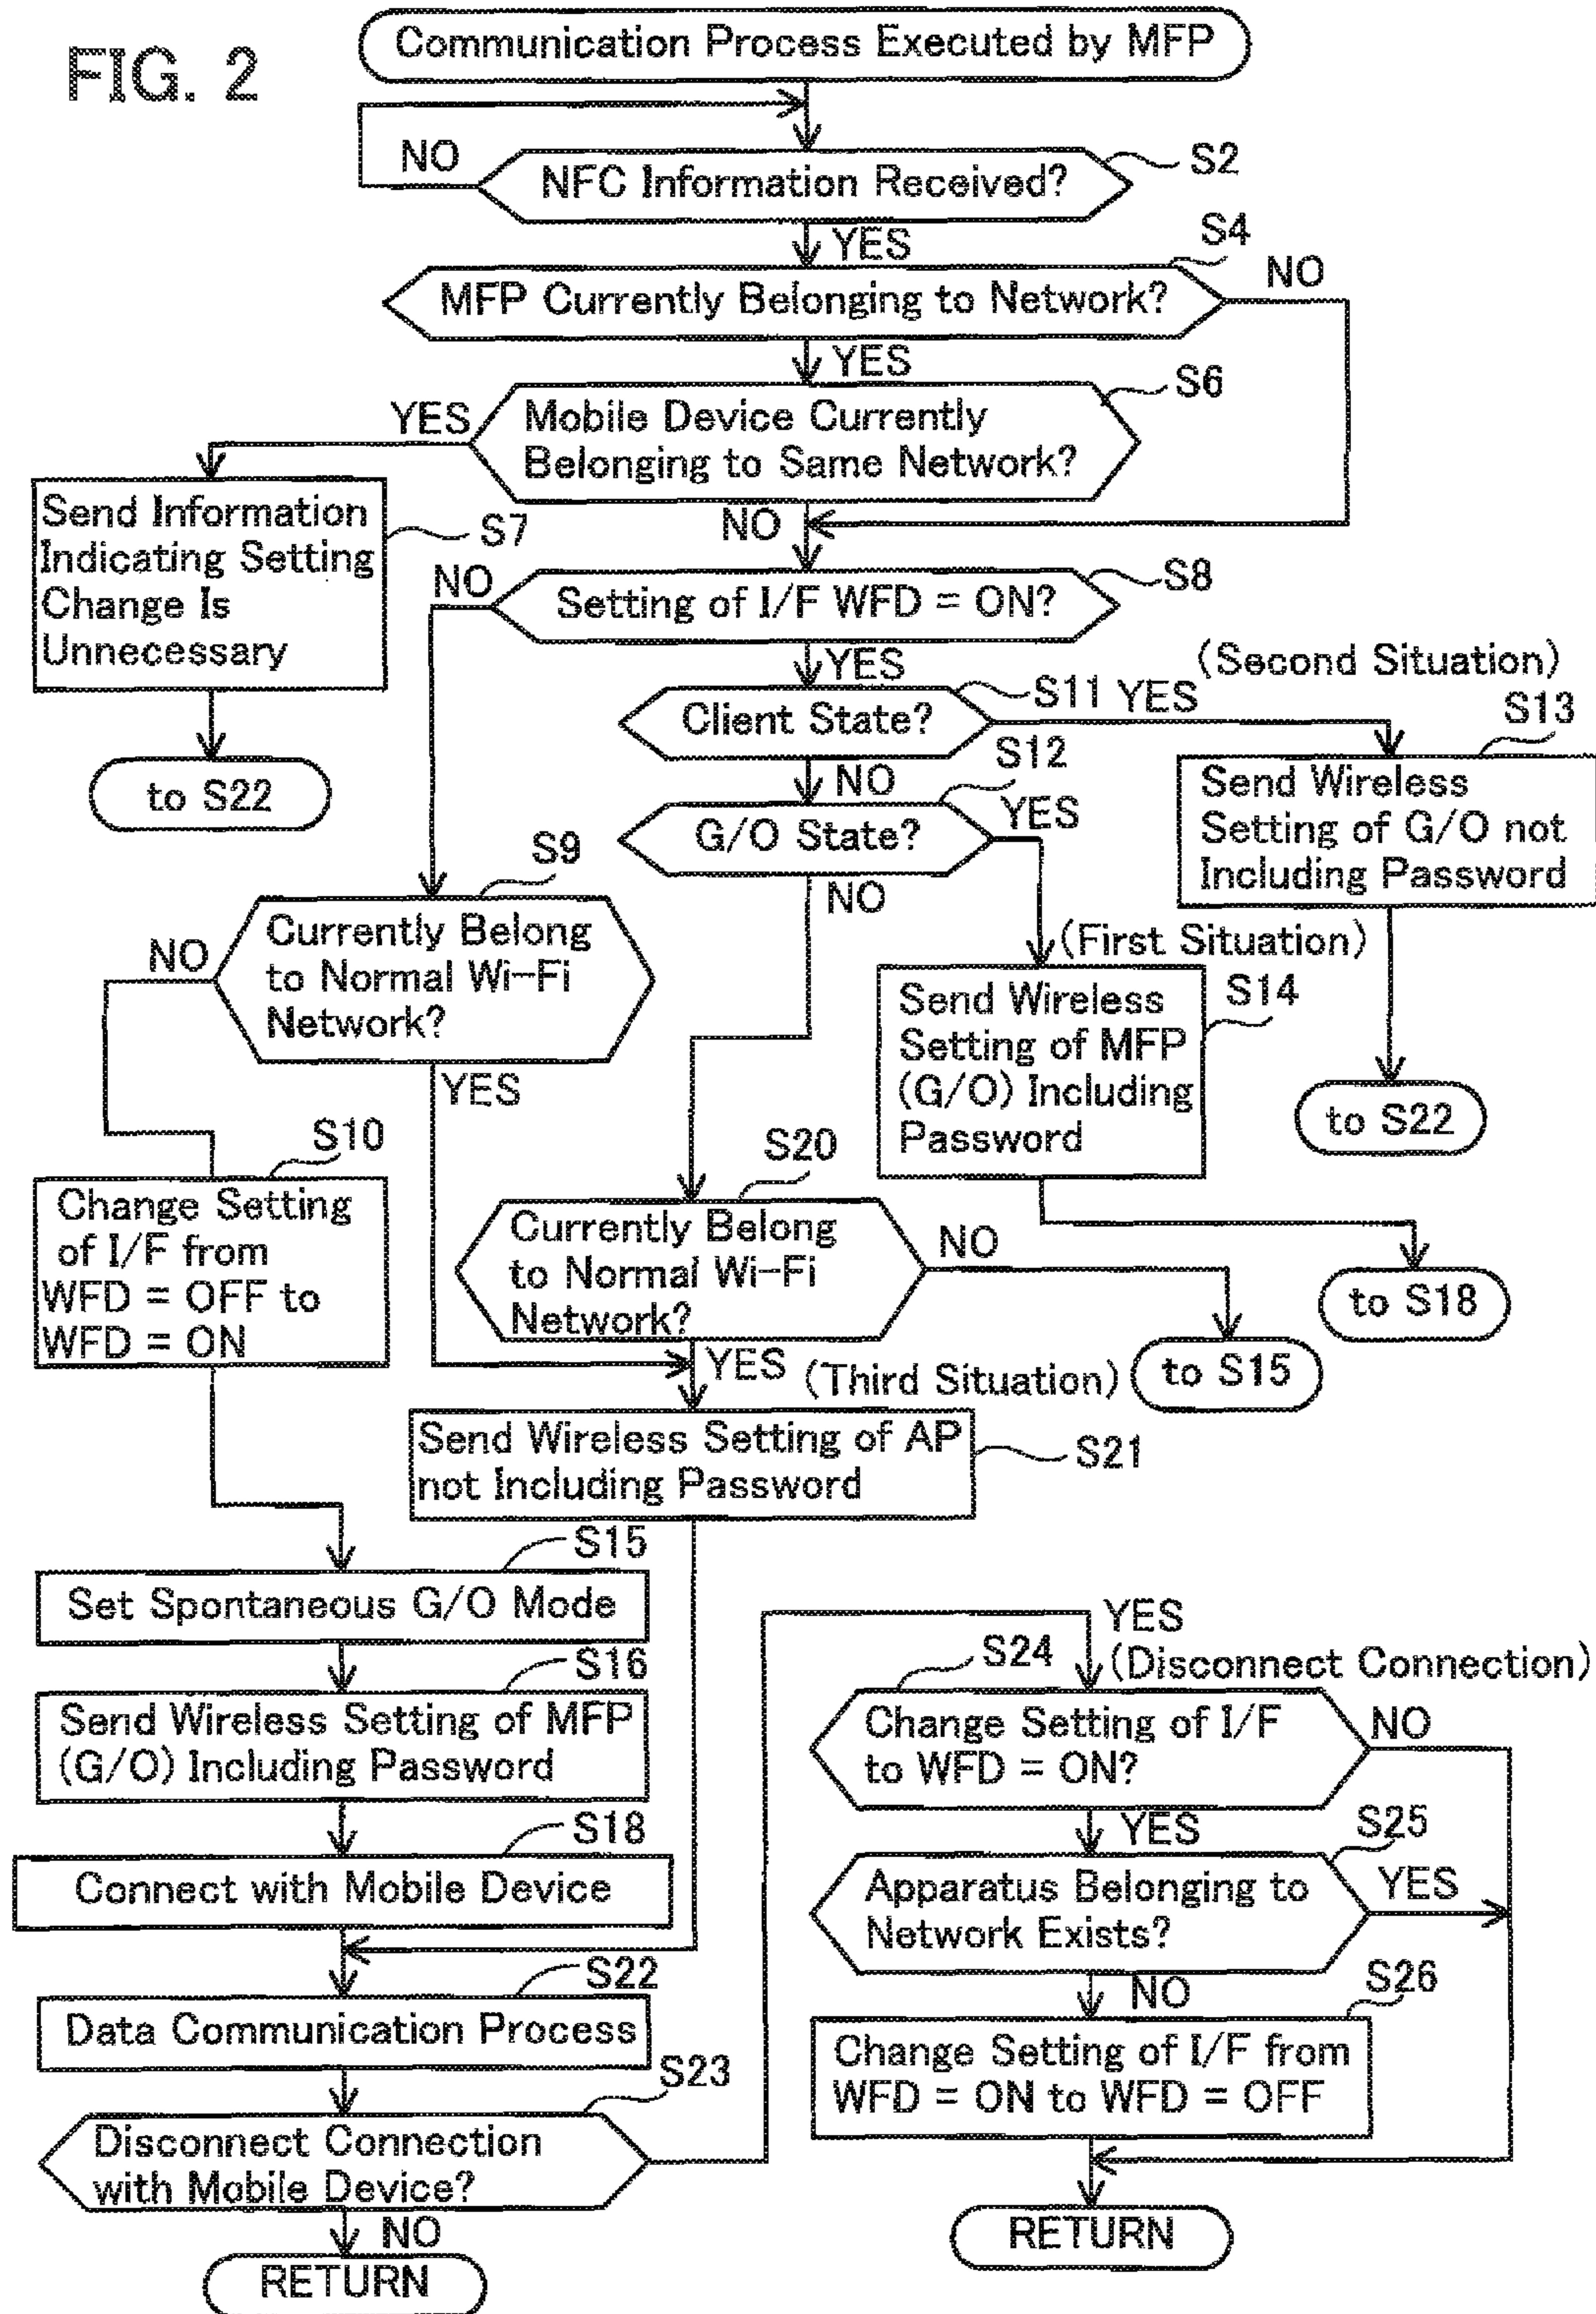 FIG. 2
Communication Process Executed by MFP
NO
NFC Information Received?
S2
YES
S4
MFP Currently Belonging to Network?
NO
YES
S6
YES
Mobile Device Currently
Belonging to Same Network?
Send Information
Indicating Setting
Change Is
Unnecessary
S7
NO
NO
Setting of I/F WFD = ON?
S8
YES
(Second Situation)
Client State?
S11
YES
S13
to S22
NO
S12
Send Wireless
Setting of G/O not
Including Password
G/O State?
YES
S9
NO
Currently Belong
to Normal Wi-Fi
Network?
NO
(First Situation)
Send Wireless
Setting of MFP
(G/O) Including
Password
S14
YES
to S22
S10
S20
Change Setting
of I/F from
WFD = OFF to
WFD = ON
Currently Belong
to Normal Wi-Fi
Network?
NO
to S18
YES
(Third Situation)
to S15
Send Wireless Setting of AP
not Including Password
S21
S15
Set Spontaneous G/O Mode
YES
(Disconnect Connection)
S16
S24
Send Wireless Setting of MFP
(G/O) Including Password
Change Setting of I/F
to WFD = ON?
NO
S18
YES
S25
Connect with Mobile Device
Apparatus Belonging to
Network Exists?
YES
S22
NO
S26
Data Communication Process
Change Setting of I/F from
WFD = ON to WFD = OFF
S23
Disconnect Connection
with Mobile Device?
NO
RETURN
RETURN